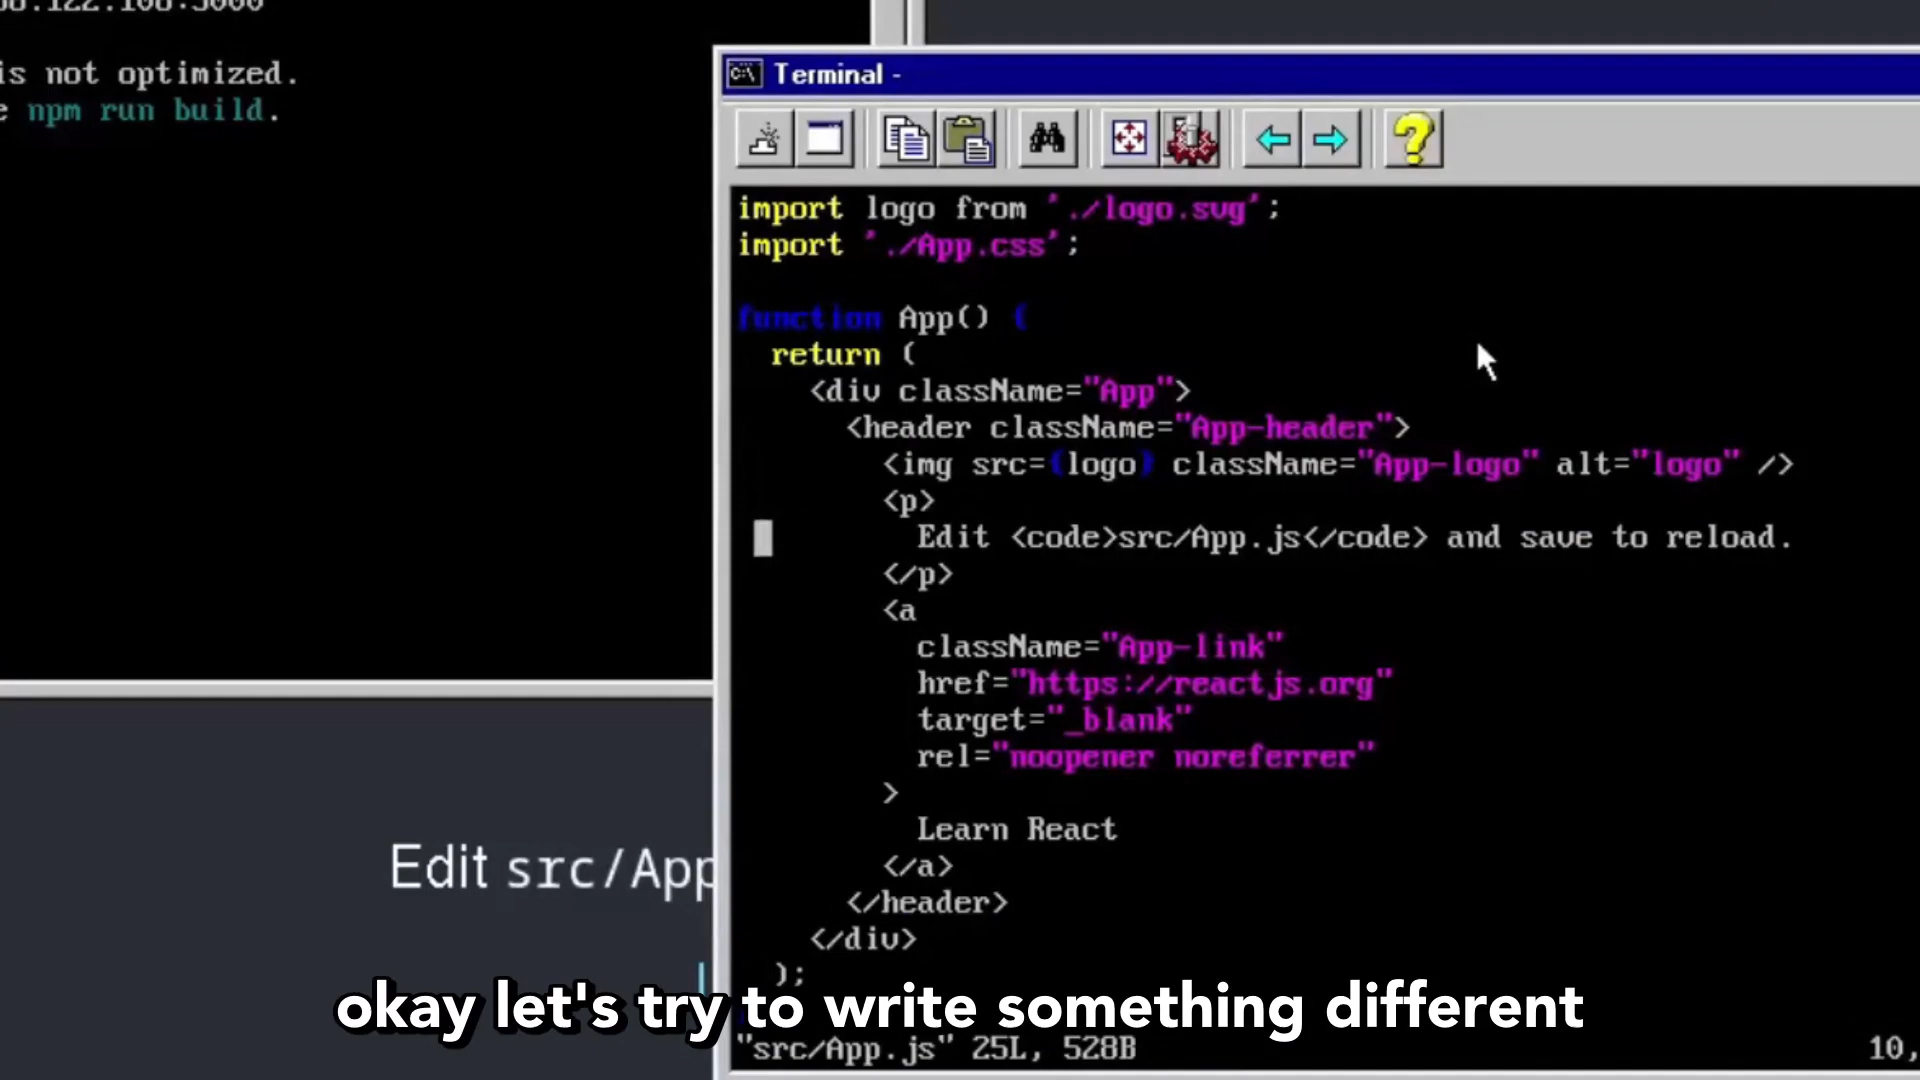 is not optimized.
npm run build.
Terminal -
import logo from './logo.svg';
import './App.css';
function App() {
return (
<div className="App">
<header className="App-header">
<img src={logo} className="App-logo" alt="logo" />
<p>
Edit <code>src/App.js</code> and save to reload.
</p>
<a
className="App-link"
href="https://reactjs.org"
target="_blank"
rel="noopener noreferrer"
>
Learn React
</a>
</header>
</div>
);
"src/App.js" 25L, 528B
10,
Edit src/App
okay let's try to write something different